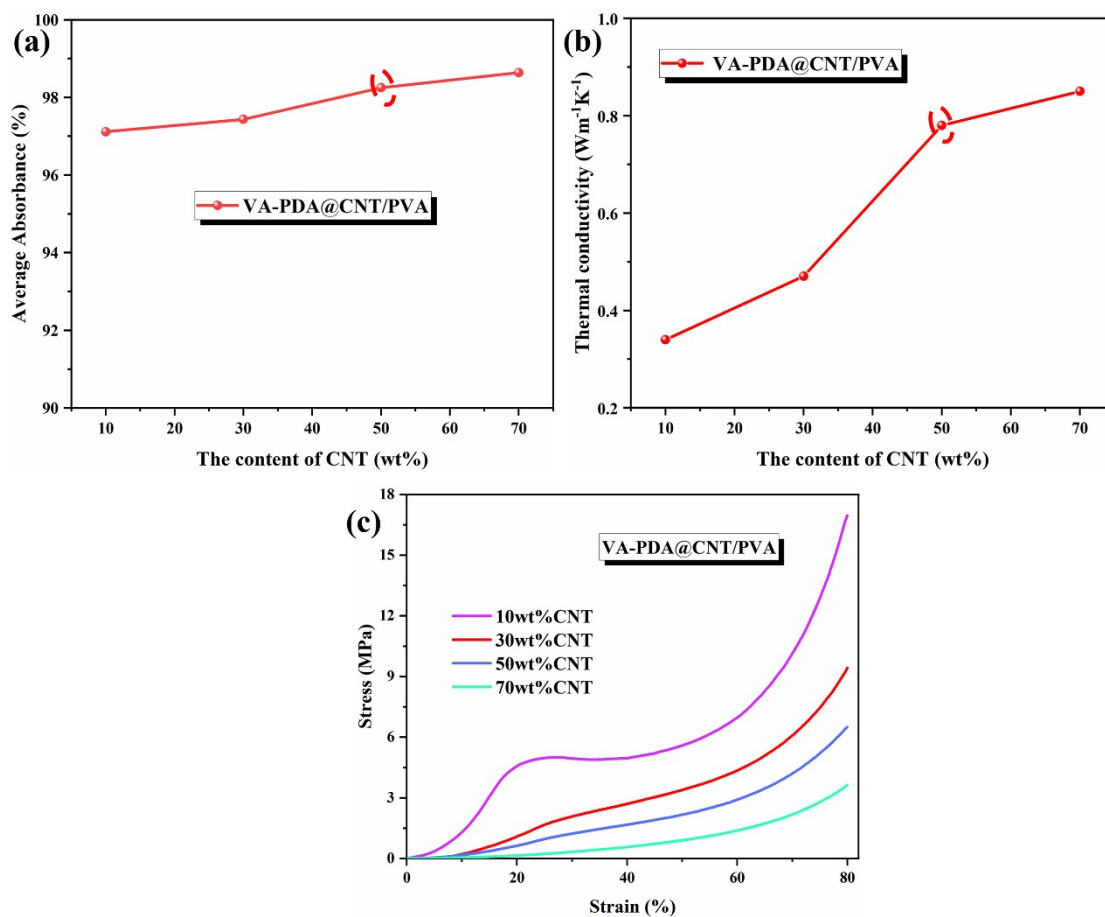 (a)
100
98
96
94
92
90
Average Absorbance (%)
VA-PDA@CNT/PVA
10 20 30 40 50 60 70
The content of CNT (wt%)
(b)
1.0
0.8
0.6
0.4
0.2
Thermal conductivity (Wm⁻¹K⁻¹)
VA-PDA@CNT/PVA
10 20 30 40 50 60 70
The content of CNT (wt%)
(c)
18
15
12
9
6
3
0
Stress (MPa)
VA-PDA@CNT/PVA
10wt%CNT
30wt%CNT
50wt%CNT
70wt%CNT
0 20 40 60 80
Strain (%)